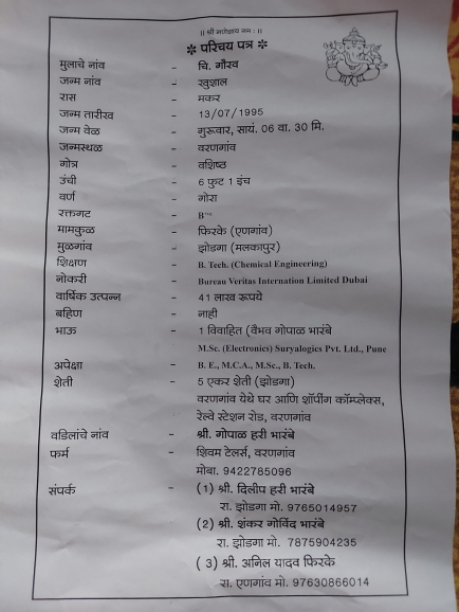 || श्री गणेशाय नमः ||
❊ परिचय पत्र ❊
मुलाचे नांव - चि. गौरव
जन्म नांव - खुशाल
रास - मकर
जन्म तारीख - 13/07/1995
जन्म वेळ - गुरूवार, सायं. 06 वा. 30 मि.
जन्मस्थळ - वरणगांव
गोत्र - वशिष्ठ
उंची - 6 फुट 1 इंच
वर्ण - गोरा
रक्तगट - B
मामकुळ - फिरके (एणगांव)
मुळगांव - झोडगा (मलकापुर)
शिक्षण - B. Tech. (Chemical Engineering)
नोकरी - Bureau Veritas Internation Limited Dubai
वार्षिक उत्पन्न - 41 लाख रूपये
बहिण - नाही
भाऊ - 1 विवाहित (वैभव गोपाळ भारंबे
M.Sc. (Electronics) Suryalogics Pvt. Ltd., Pune
अपेक्षा - B. E., M.C.A., M.Sc., B. Tech.
शेती - 5 एकर शेती (झोडगा)
वरणगांव येथे घर आणि शॉपींग कॉम्प्लेक्स,
रेल्वे स्टेशन रोड, वरणगांव
वडिलांचे नांव - श्री. गोपाळ हरी भारंबे
फर्म - शिवम टेलर्स, वरणगांव
मोबा. 9422785096
संपर्क - (1) श्री. दिलीप हरी भारंबे
रा. झोडगा मो. 9765014957
(2) श्री. शंकर गोविंद भारंबे
रा. झोडगा मो. 7875904235
( 3 ) श्री. अनिल यादव फिरके
रा. एणगांव मो. 97630866014